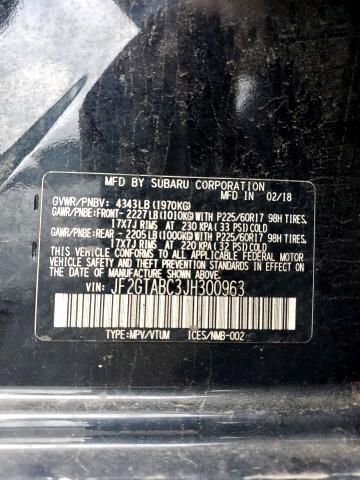 MFD BY SUBARU CORPORATION
MADE IN 02/18
GVWR/PNBV: 4343LB(1970KG)
GAWR/PNBE:FRONT-2227LB(1010KG)WITH P225/60R17 98H TIRES,
17X7J RIMS AT 230 KPA(33 PSI) COLD
GAWR/PNBE:REAR -2205LB(1000KG)WITH P225/60R17 98H TIRES,
17X7J RIMS AT 220 KPA(32 PSI) COLD
THIS VEHICLE CONFORMS TO ALL APPLICABLE FEDERAL MOTOR
VEHICLE SAFETY AND BUMPER STANDARDS IN EFFECT ON THE
DATE OF MANUFACTURE SHOWN ABOVE.
VIN: JF2GTABC3JH300963
TYPE:MPV/VTUM ICES/NMB-002